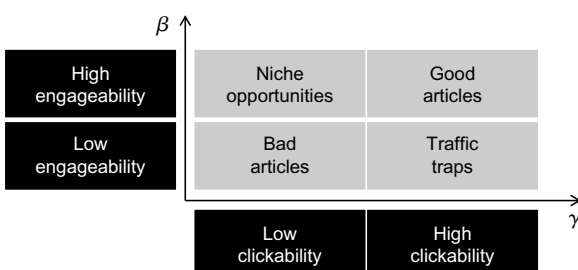 β
High
engageability
Niche
opportunities
Good
articles
Low
engageability
Bad
articles
Traffic
traps
γ
Low
clickability
High
clickability